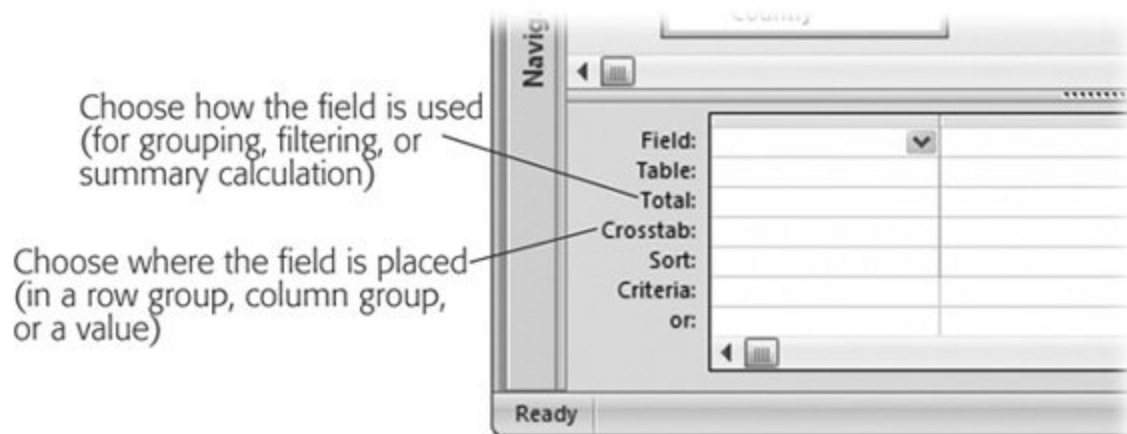 Country
Navig
Choose how the field is used
(for grouping, filtering, or
summary calculation)
Choose where the field is placed
(in a row group, column group,
or a value)
Field:
Table:
Total:
Crosstab:
Sort:
Criteria:
or:
Ready